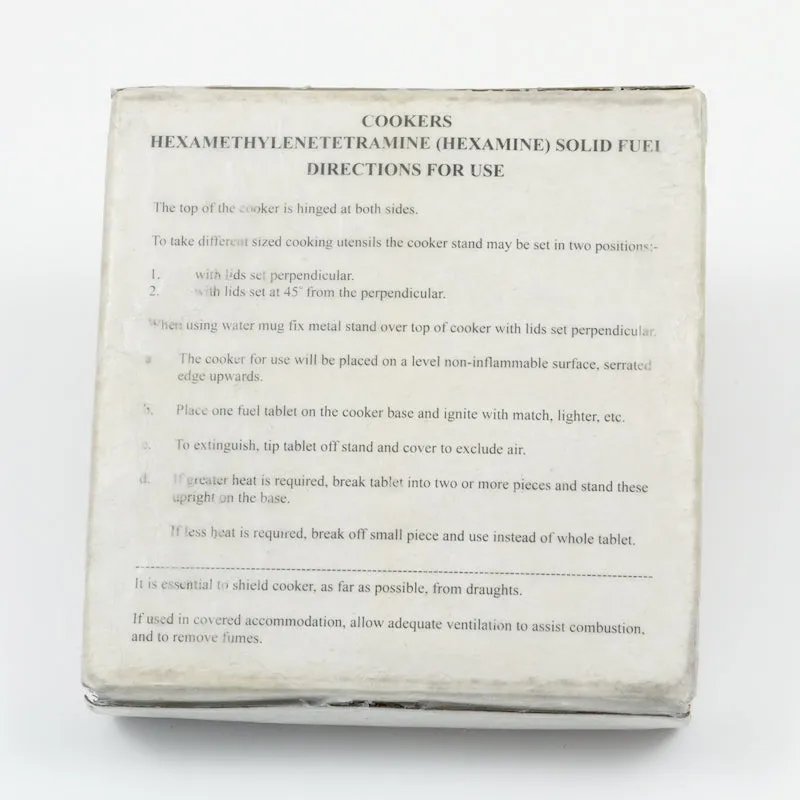 COOKERS
HEXAMETHYLENETETRAMINE (HEXAMINE) SOLID FUEL
DIRECTIONS FOR USE
The top of the cooker is hinged at both sides.
To take different sized cooking utensils the cooker stand may be set in two positions:-
1. with lids set perpendicular.
2. with lids set at 45° from the perpendicular.
When using water mug fix metal stand over top of cooker with lids set perpendicular.
a The cooker for use will be placed on a level non-inflammable surface, serrated
edge upwards.
b. Place one fuel tablet on the cooker base and ignite with match, lighter, etc.
c. To extinguish, tip tablet off stand and cover to exclude air.
d. If greater heat is required, break tablet into two or more pieces and stand these
upright on the base.
If less heat is required, break off small piece and use instead of whole tablet.
It is essential to shield cooker, as far as possible, from draughts.
If used in covered accommodation, allow adequate ventilation to assist combustion,
and to remove fumes.